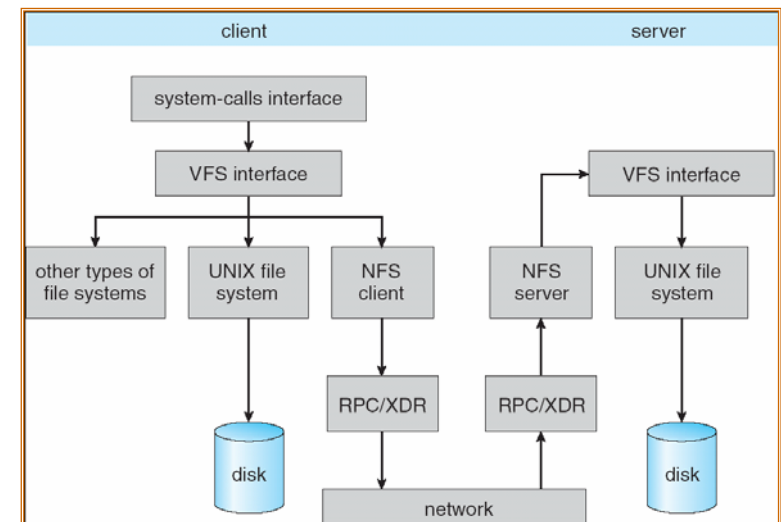 client
server
system-calls interface
VFS interface
VFS interface
other types of
file systems
UNIX file
system
NFS
client
NFS
server
UNIX file
system
RPC/XDR
RPC/XDR
disk
disk
network